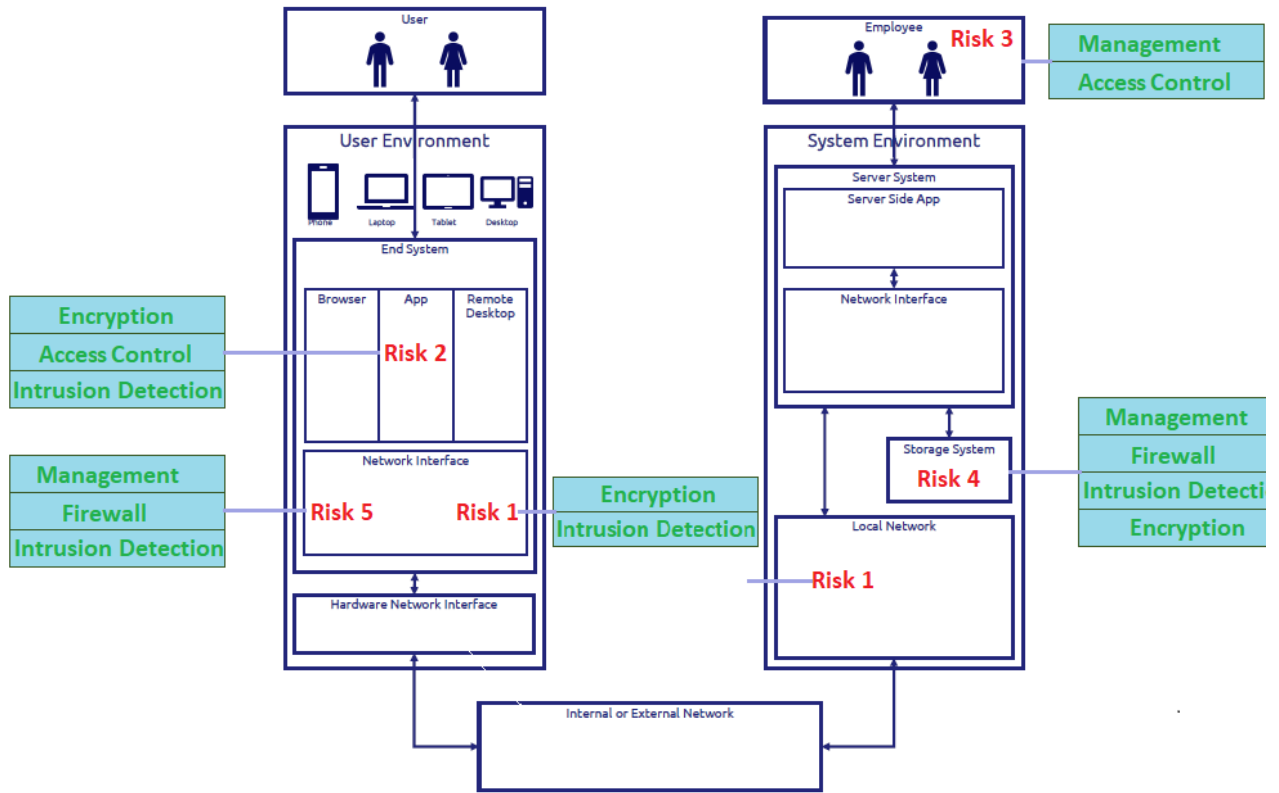 User
Employee
Risk 3
Management
Access Control
User Environment
Phone
Laptop
Tablet
Desktop
End System
Browser
App
Remote
Desktop
Risk 2
Encryption
Access Control
Intrusion Detection
Network Interface
Risk 5
Risk 1
Management
Firewall
Intrusion Detection
Encryption
Intrusion Detection
Hardware Network Interface
System Environment
Server System
Server Side App
Network Interface
Storage System
Risk 4
Management
Firewall
Intrusion Detecti
Encryption
Local Network
Risk 1
Internal or External Network